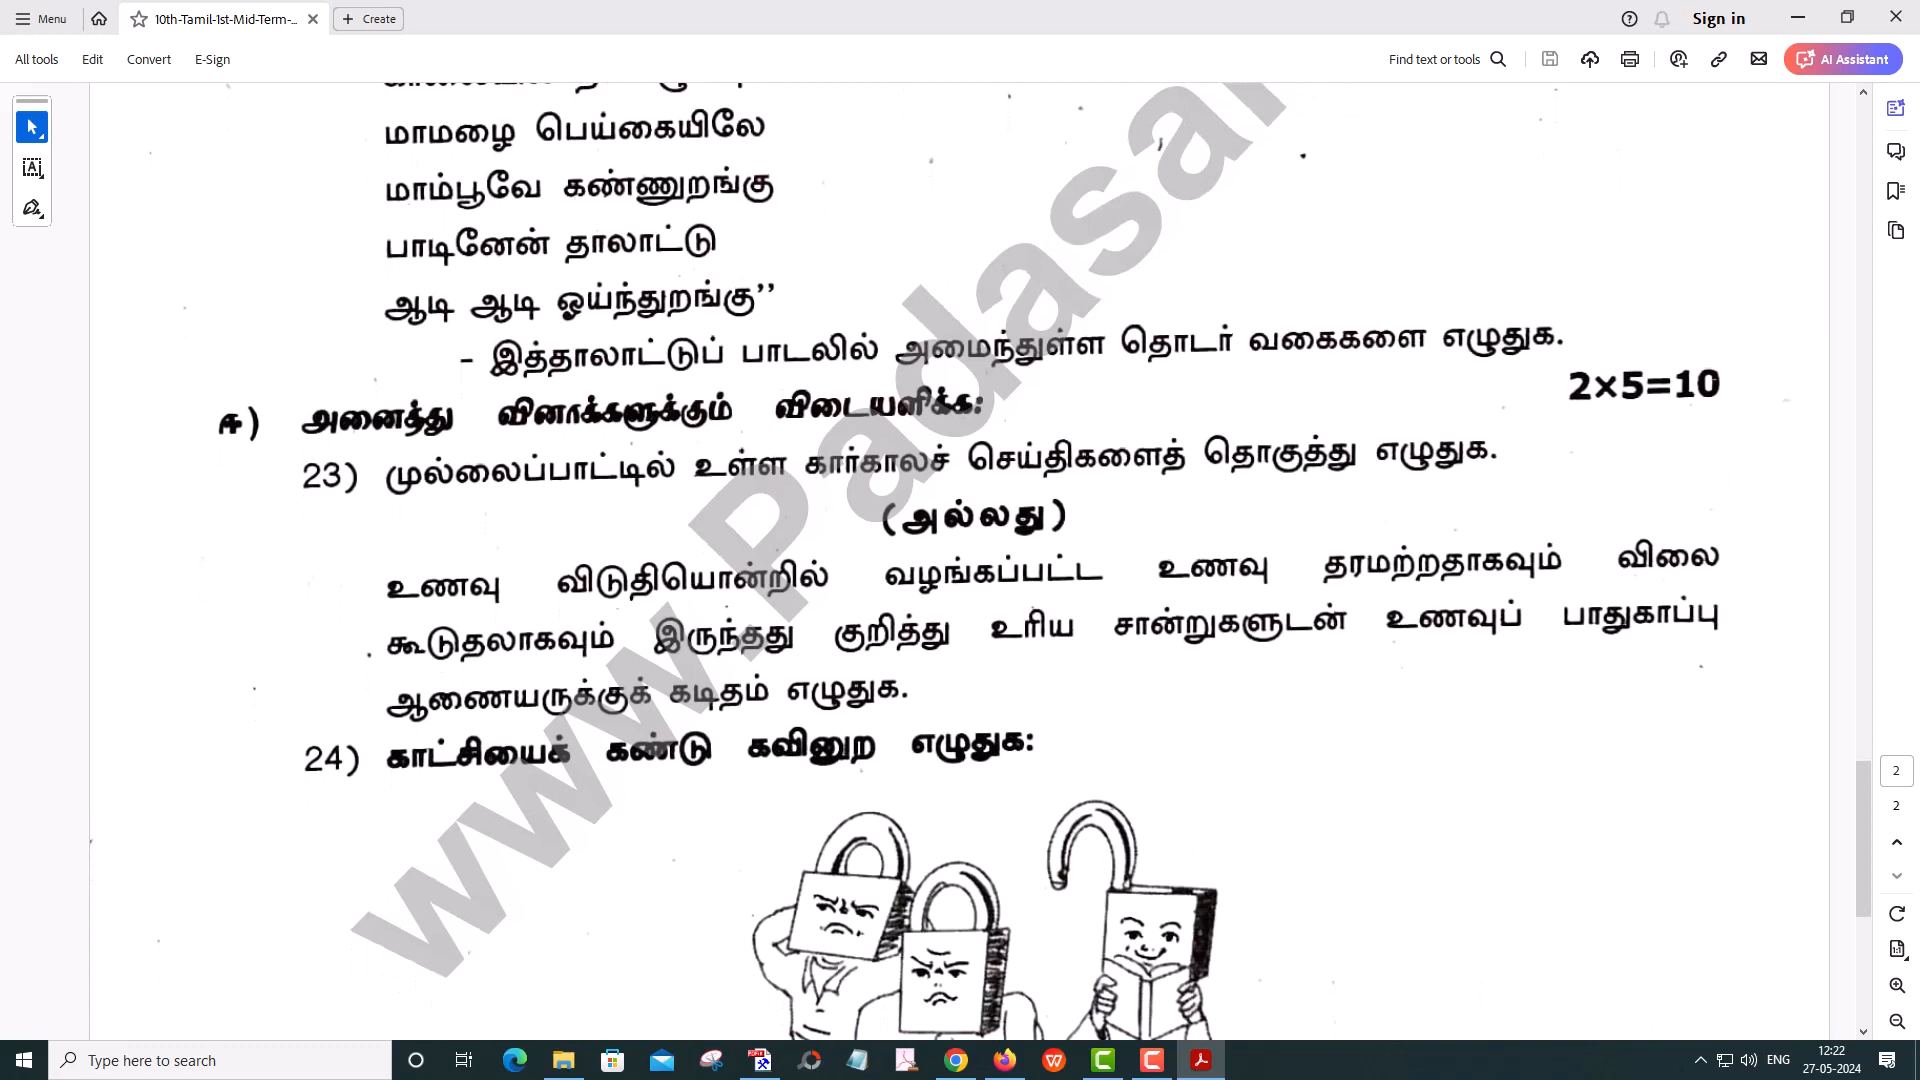 Menu
10th-Tamil-1st-Mid-Term-...
Create
Sign in
All tools
Edit
Convert
E-Sign
Find text or tools
AI Assistant
மாமழை பெய்கையிலே
மாம்பூவே கண்ணுறங்கு
பாடினேன் தாலாட்டு
ஆடி ஆடி ஓய்ந்துறங்கு’’
- இத்தாலாட்டுப் பாடலில் அமைந்துள்ள தொடர் வகைகளை எழுதுக.
ஈ) அனைத்து வினாக்களுக்கும் விடையளிக்க: 2×5=10
23) முல்லைப்பாட்டில் உள்ள கார்காலச் செய்திகளைத் தொகுத்து எழுதுக.
(அல்லது)
உணவு விடுதியொன்றில் வழங்கப்பட்ட உணவு தரமற்றதாகவும் விலை
கூடுதலாகவும் இருந்தது குறித்து உரிய சான்றுகளுடன் உணவுப் பாதுகாப்பு
ஆணையருக்குக் கடிதம் எழுதுக.
24) காட்சியைக் கண்டு கவினுற எழுதுக:
www.Padasal
2
2
Type here to search
ENG
12:22
27-05-2024